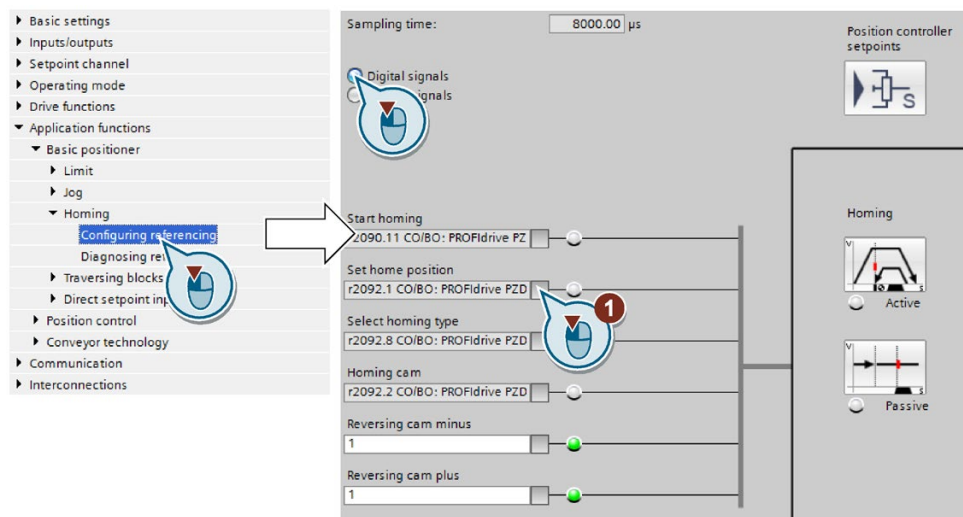 Basic settings
Inputs/outputs
Setpoint channel
Operating mode
Drive functions
Application functions
Basic positioner
Limit
Jog
Homing
Configuring referencing
Diagnosing
Traversing blocks
Direct setpoint
Position control
Conveyor technology
Communication
Interconnections
Sampling time:
8000.00 µs
Digital signals
Start homing
r2090.11 CO/BO: PROFIdrive PZ
Set home position
r2092.1 CO/BO: PROFIdrive PZD
1
Select homing type
r2092.8 CO/BO: PROFIdrive PZD
Homing cam
r2092.2 CO/BO: PROFIdrive PZD
Reversing cam minus
1
Reversing cam plus
1
Position controller
setpoints
S
Homing
V
s
Active
V
s
Passive